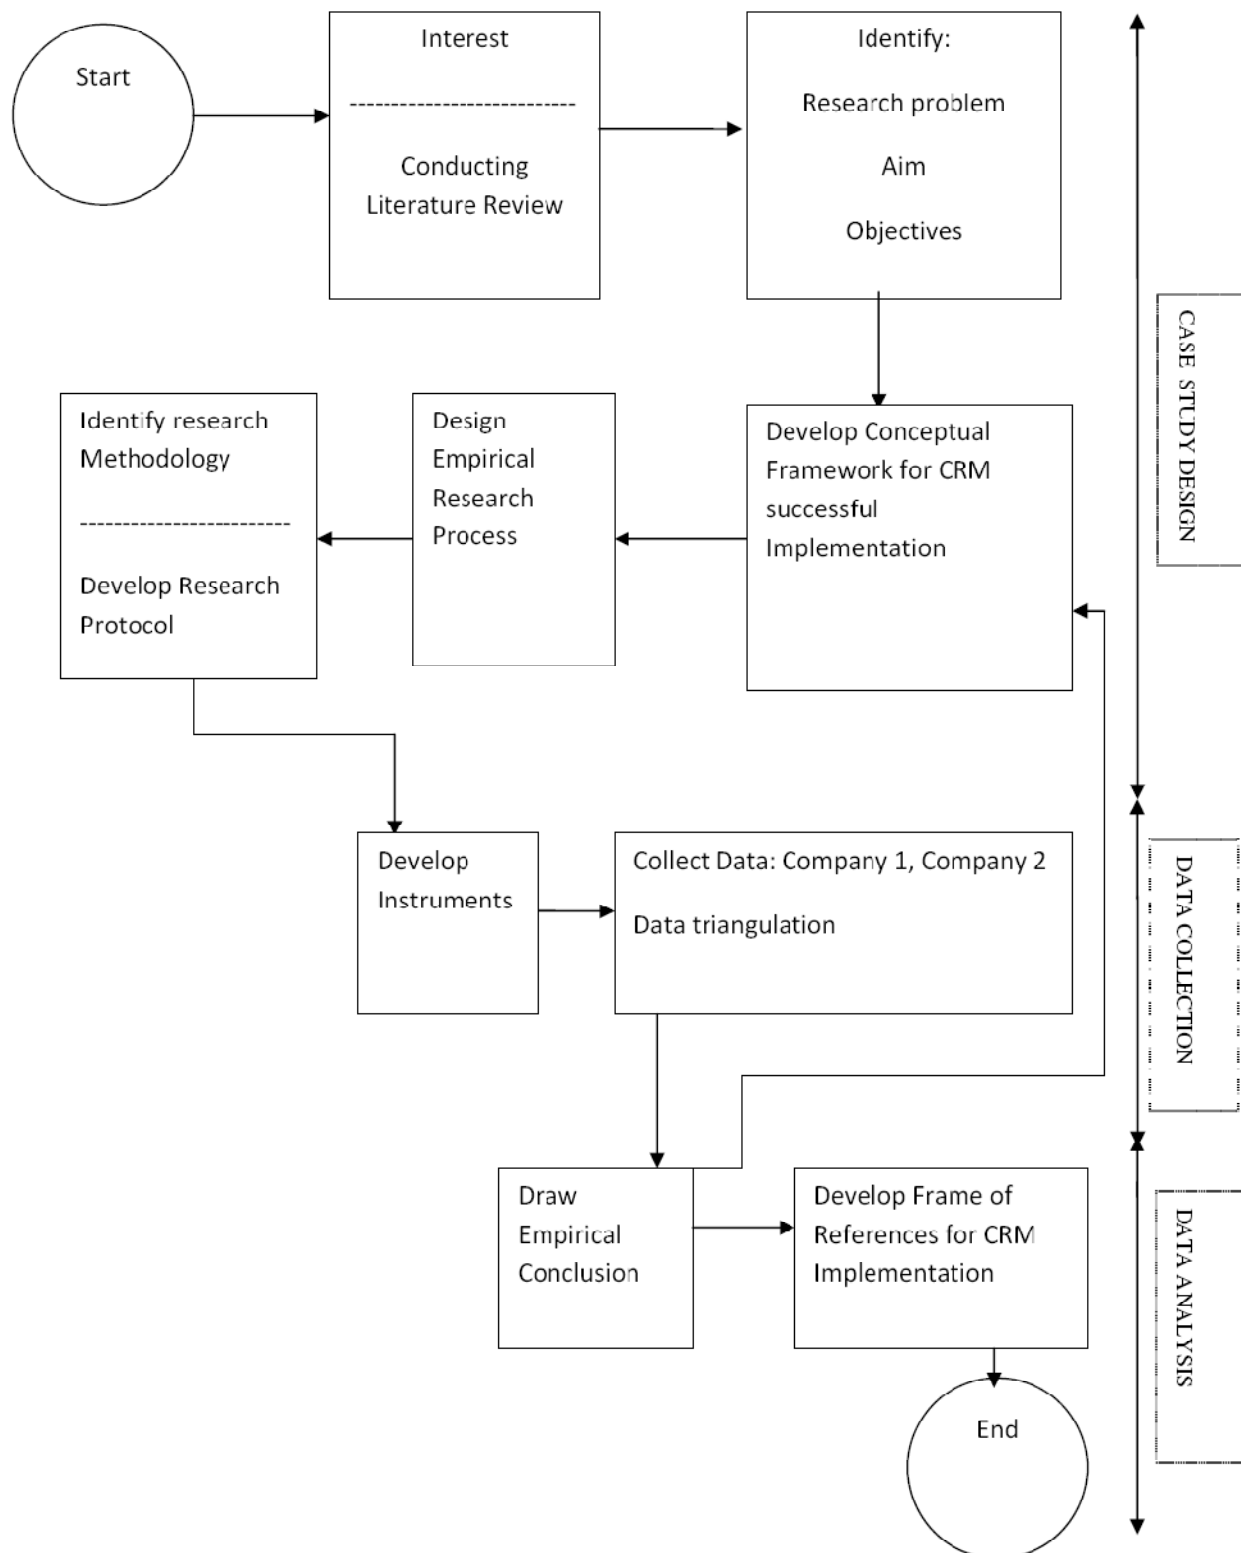 Start
Interest
---------------------------
Conducting
Literature Review
Identify:
Research problem
Aim
Objectives
CASE STUDY DESIGN
Identify research
Methodology
-------------------------
Develop Research
Protocol
Design
Empirical
Research
Process
Develop Conceptual
Framework for CRM
successful
Implementation
Develop
Instruments
Collect Data: Company 1, Company 2
Data triangulation
DATA COLLECTION
Draw
Empirical
Conclusion
Develop Frame of
References for CRM
Implementation
DATA ANALYSIS
End